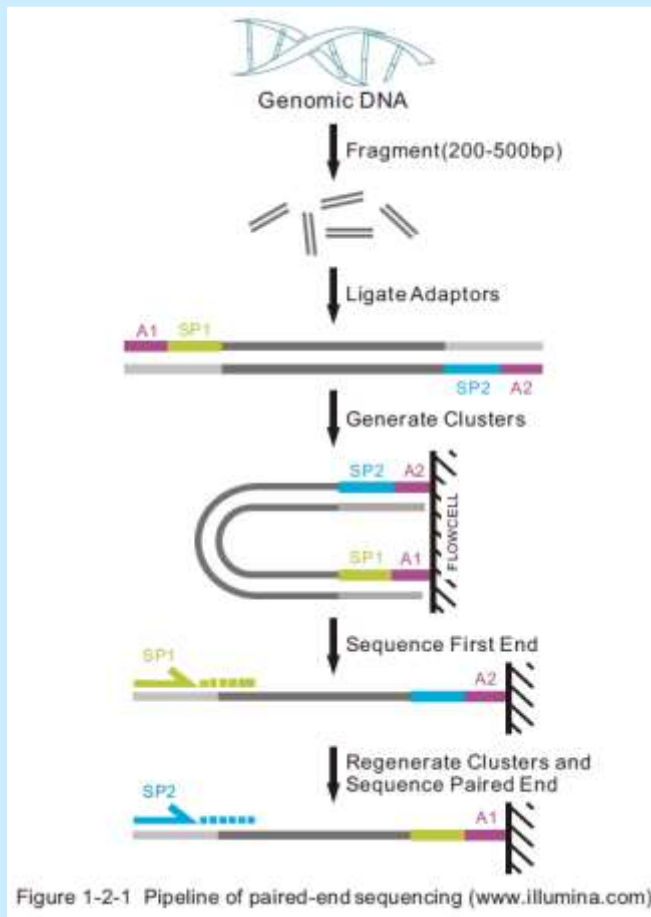 Genomic DNA
Fragment(200-500bp)
Ligate Adaptors
A1 SP1
SP2 A2
Generate Clusters
SP2 A2
FLOWCELL
SP1 A1
Sequence First End
SP1
A2
Regenerate Clusters and
Sequence Paired End
SP2
A1
Figure 1-2-1 Pipeline of paired-end sequencing (www.illumina.com)